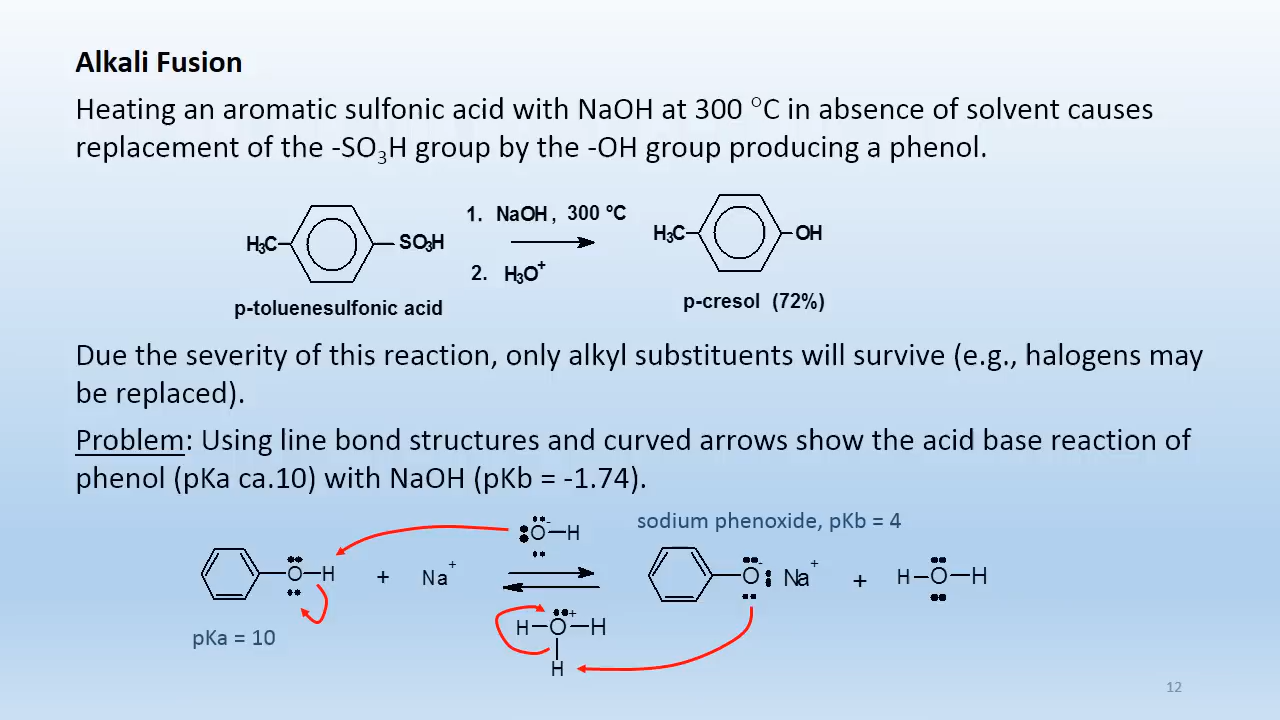 Alkali Fusion
Heating an aromatic sulfonic acid with NaOH at 300 °C in absence of solvent causes
replacement of the -SO₃H group by the -OH group producing a phenol.
H₃C SO₃H 1. NaOH, 300 ºC H₃C OH
2. H₃O⁺
p-toluenesulfonic acid p-cresol (72%)
Due the severity of this reaction, only alkyl substituents will survive (e.g., halogens may
be replaced).
Problem: Using line bond structures and curved arrows show the acid base reaction of
phenol (pKa ca.10) with NaOH (pKb = -1.74).
sodium phenoxide, pKb = 4
O⁻–H
O–H + Na⁺ O⁻ Na⁺ + H–O–H
H–O⁺–H
H
pKa = 10
12